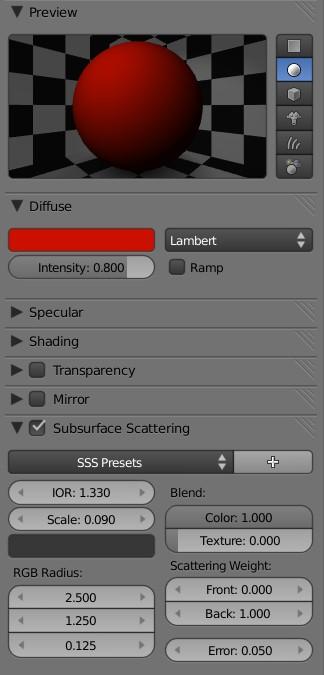 Preview
Diffuse
Lambert
Intensity: 0.800
Ramp
Specular
Shading
Transparency
Mirror
Subsurface Scattering
SSS Presets
IOR: 1.330
Scale: 0.090
RGB Radius:
2.500
1.250
0.125
Blend:
Color: 1.000
Texture: 0.000
Scattering Weight:
Front: 0.000
Back: 1.000
Error: 0.050